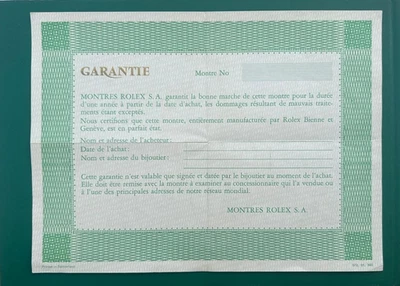 GARANTIE
Montre No
MONTRES ROLEX S.A. garantit la bonne marche de cette montre pour la durée
d'une année à partir de la date d'achat, les dommages résultant de mauvais traite-
ments étant exceptés.
Nous certifions que cette montre, entièrement manufacturée par Rolex Bienne et
Genève, est en parfait état.
Nom et adresse de l'acheteur:
Date de l'achat:
Nom et adresse du bijoutier:
Cette garantie n'est valable que signée et datée par le bijoutier au moment de l'achat.
Elle doit être remise avec la montre à examiner au concessionnaire qui l'a vendue ou
à l'une des principales adresses de notre réseau mondial.
MONTRES ROLEX S.A.